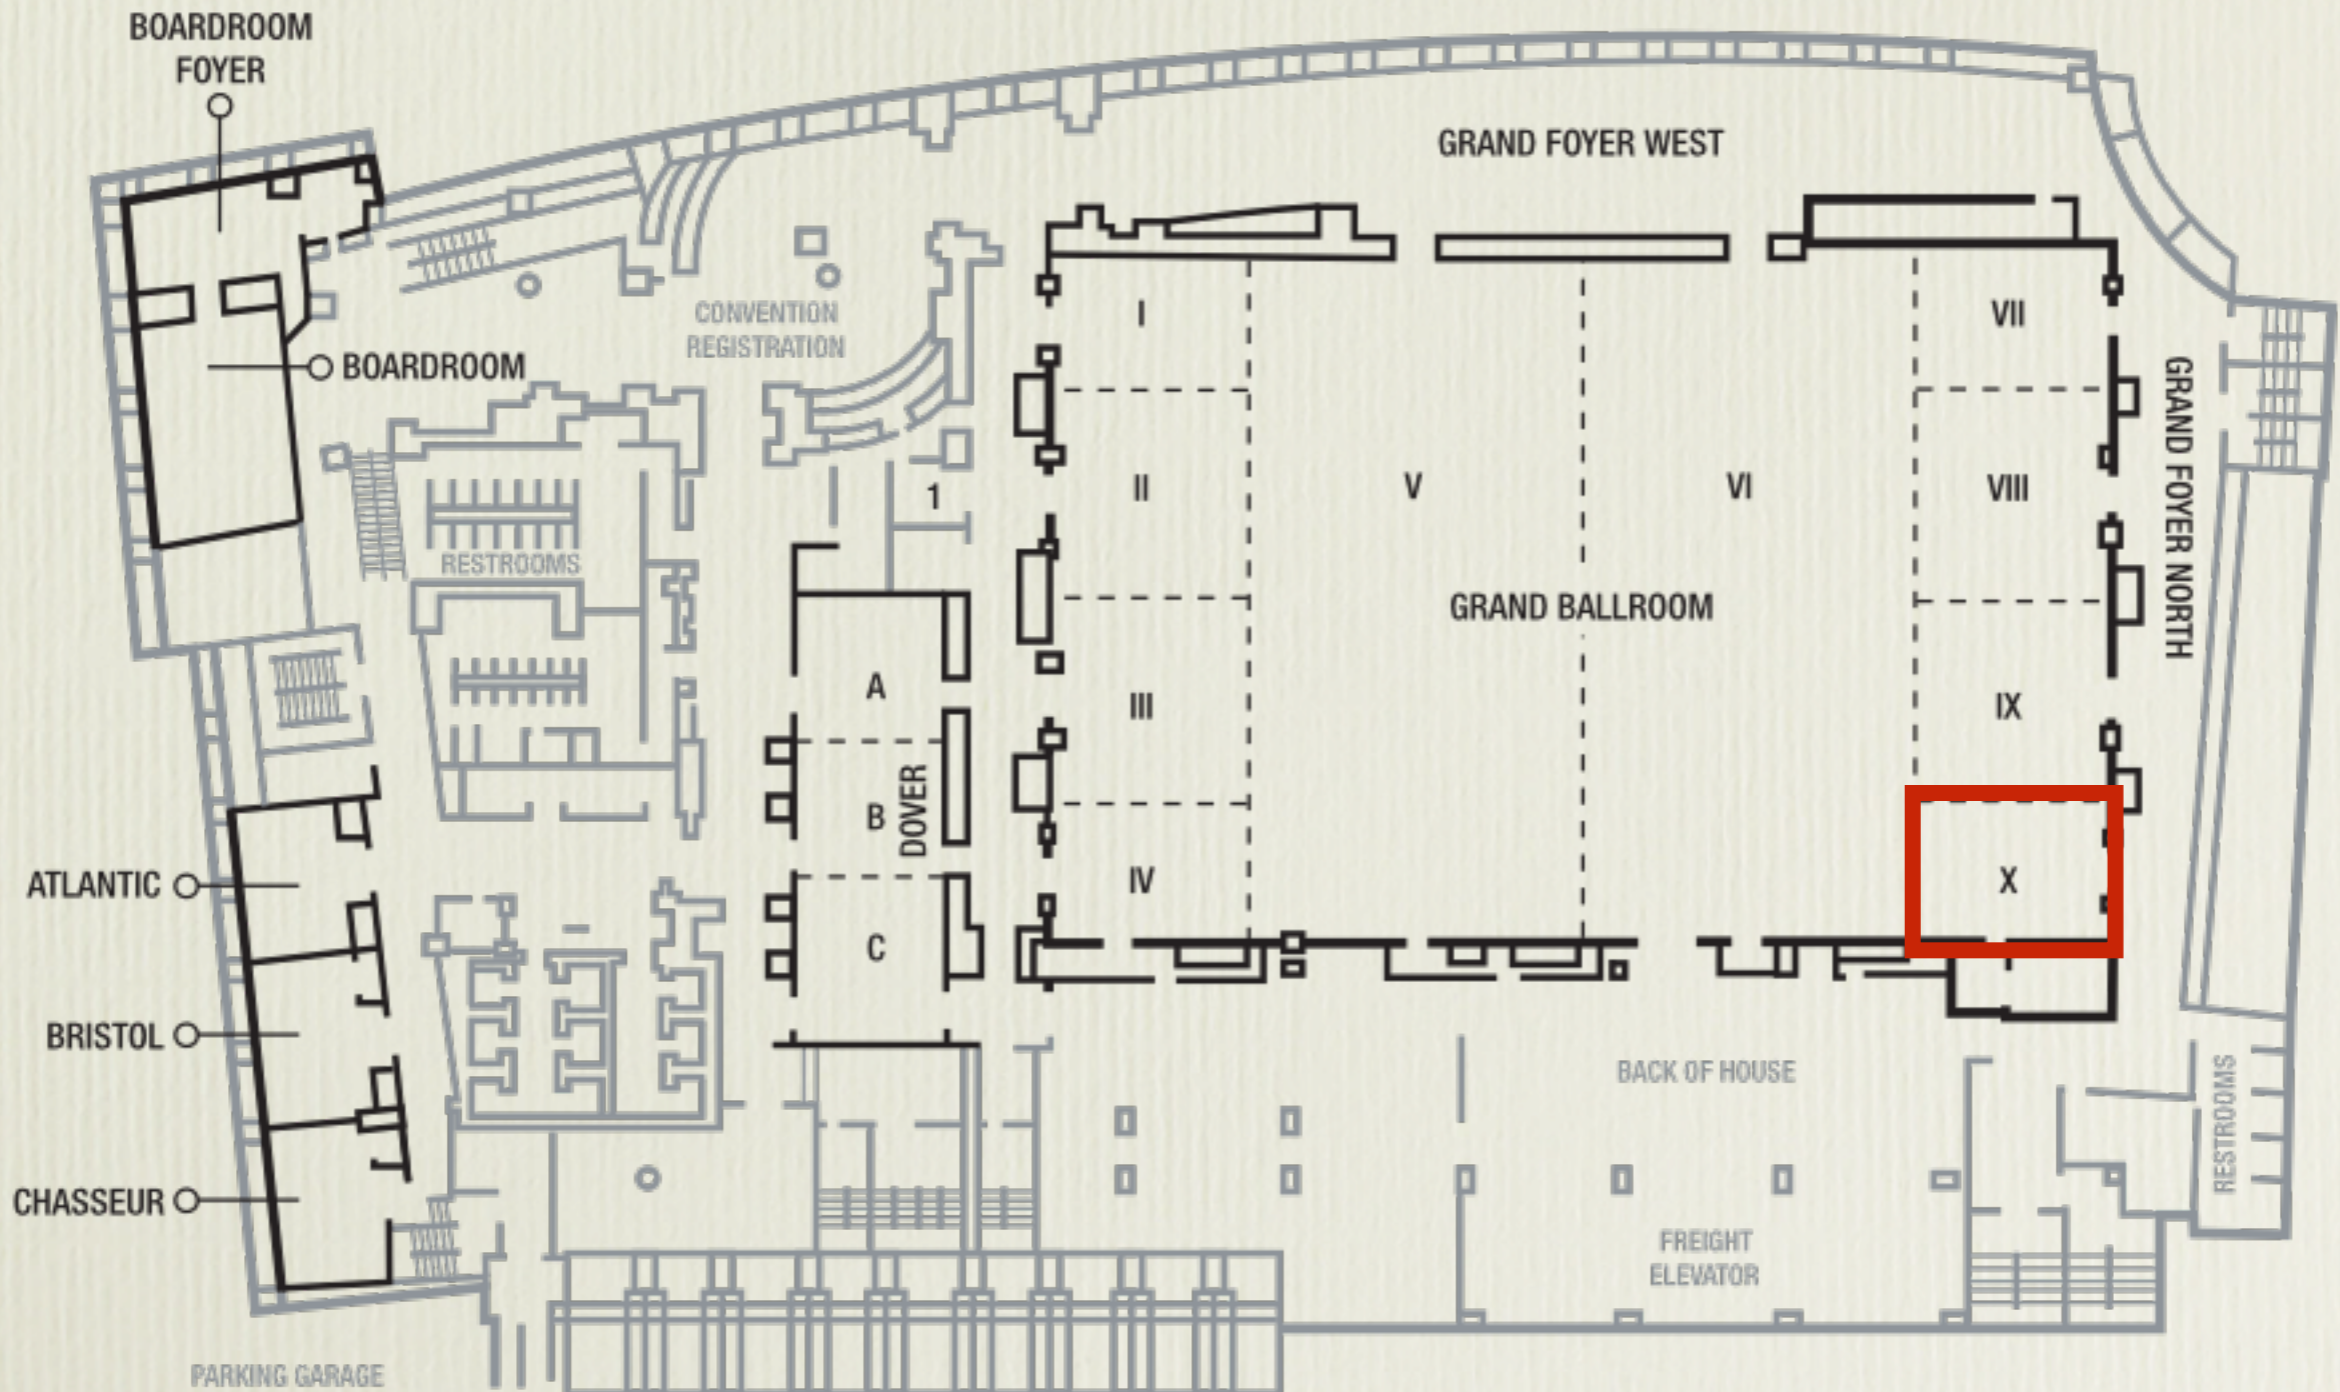 BOARDROOM
FOYER
GRAND FOYER WEST
CONVENTION
REGISTRATION
BOARDROOM
I
VII
GRAND FOYER NORTH
1
II
V
VI
VIII
RESTROOMS
GRAND BALLROOM
A
III
IX
B
DOVER
ATLANTIC
IV
X
C
BRISTOL
BACK OF HOUSE
RESTROOMS
CHASSEUR
FREIGHT
ELEVATOR
PARKING GARAGE